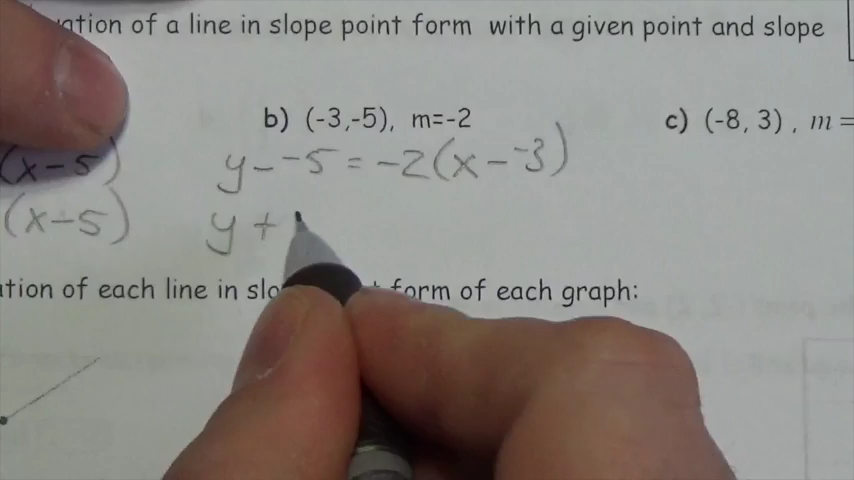 ation of a line in slope point form with a given point and slope
b) (-3,-5), m=-2
c) (-8, 3) , m =
(x-5)
y--5=-2(x--3)
(x-5)
y +
ation of each line in slo form of each graph: